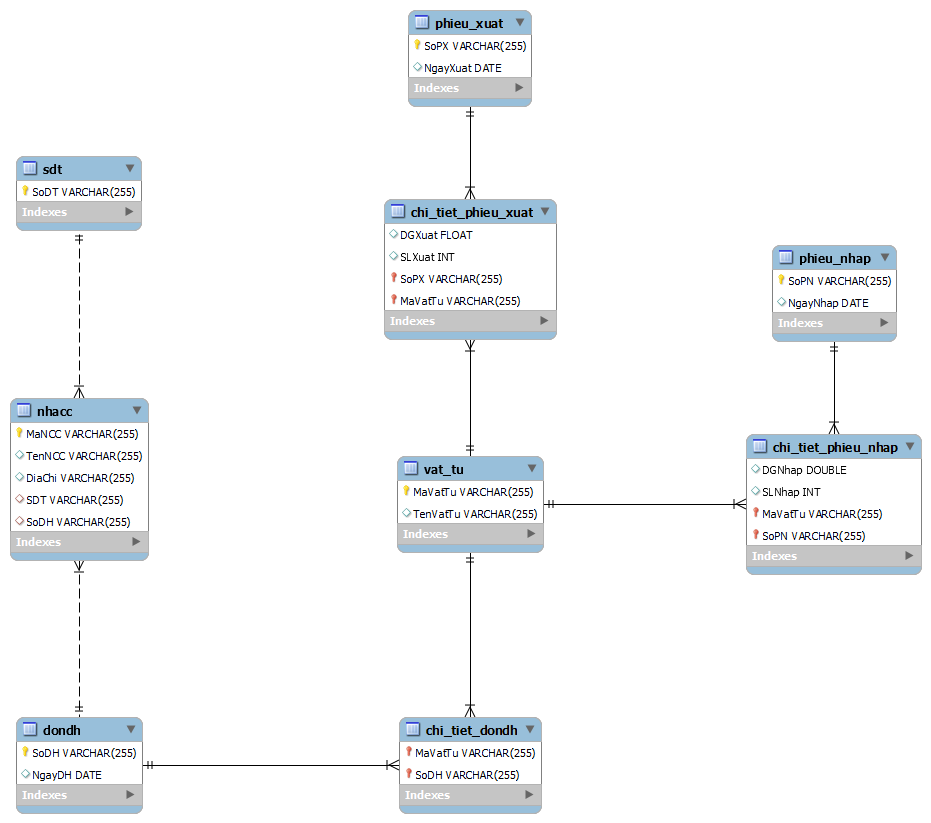 phieu_xuat
SoPX VARCHAR(255)
NgayXuat DATE
Indexes
sdt
SoDT VARCHAR(255)
Indexes
chi_tiet_phieu_xuat
DGXuat FLOAT
SLXuat INT
SoPX VARCHAR(255)
MaVatTu VARCHAR(255)
Indexes
phieu_nhap
SoPN VARCHAR(255)
NgayNhap DATE
Indexes
nhacc
MaNCC VARCHAR(255)
TenNCC VARCHAR(255)
DiaChi VARCHAR(255)
SDT VARCHAR(255)
SoDH VARCHAR(255)
Indexes
vat_tu
MaVatTu VARCHAR(255)
TenVatTu VARCHAR(255)
Indexes
chi_tiet_phieu_nhap
DGNhap DOUBLE
SLNhap INT
MaVatTu VARCHAR(255)
SoPN VARCHAR(255)
Indexes
dondh
SoDH VARCHAR(255)
NgayDH DATE
Indexes
chi_tiet_dondh
MaVatTu VARCHAR(255)
SoDH VARCHAR(255)
Indexes